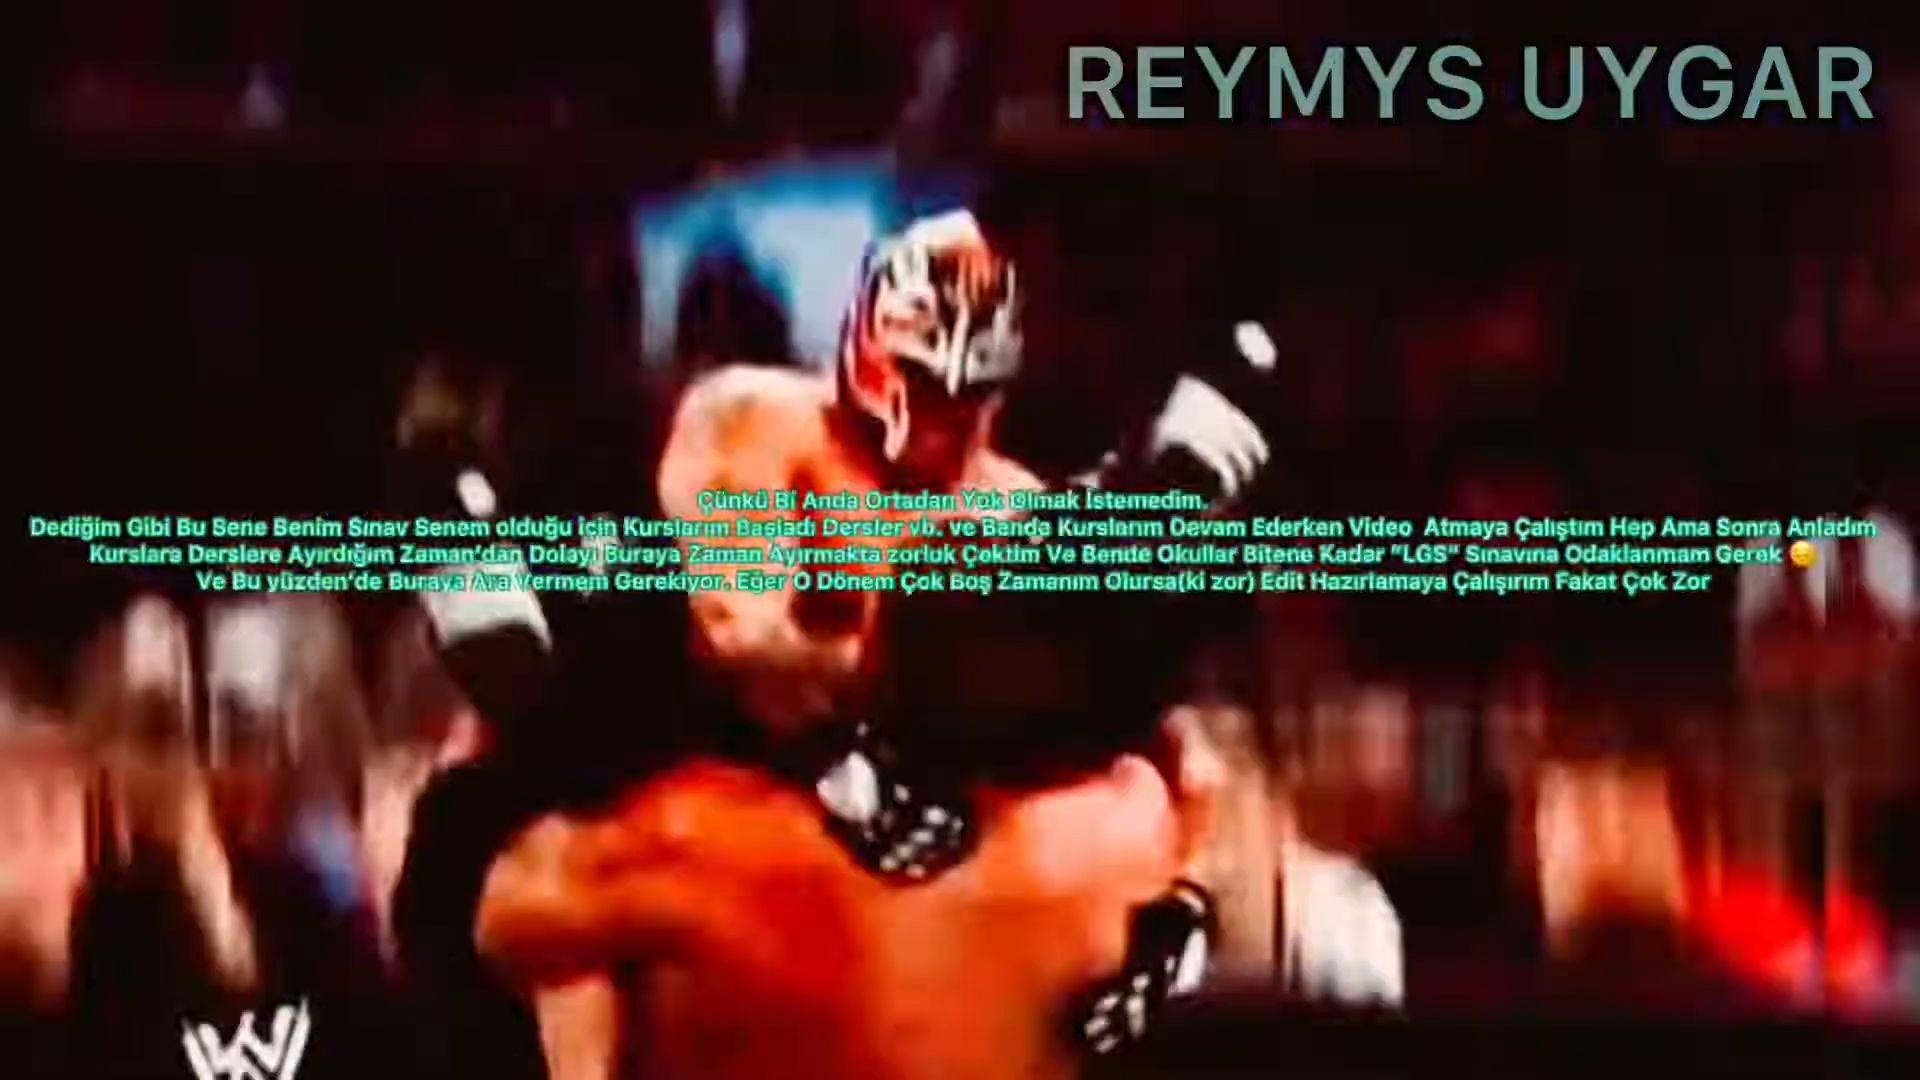 REYMYS UYGAR
Çünkü Bi Anda Ortadan Yok Olmak İstemedim.
Dediğim Gibi Bu Sene Benim Sınav Senem olduğu için Kurslarım Başladı Dersler vb. ve Bende Kurslarım Devam Ederken Video Atmaya Çalıştım Hep Ama Sonra Anladım
Kurslara Derslere Ayırdığım Zaman'dan Dolayı Buraya Zaman Ayırmakta zorluk Çektim Ve Bende Okullar Bitene Kadar "LGS" Sınavına Odaklanmam Gerek 😔
Ve Bu yüzden'de Buraya Ara Vermem Gerekiyor. Eğer O Dönem Çok Boş Zamanım Olursa(ki zor) Edit Hazırlamaya Çalışırım Fakat Çok Zor
W